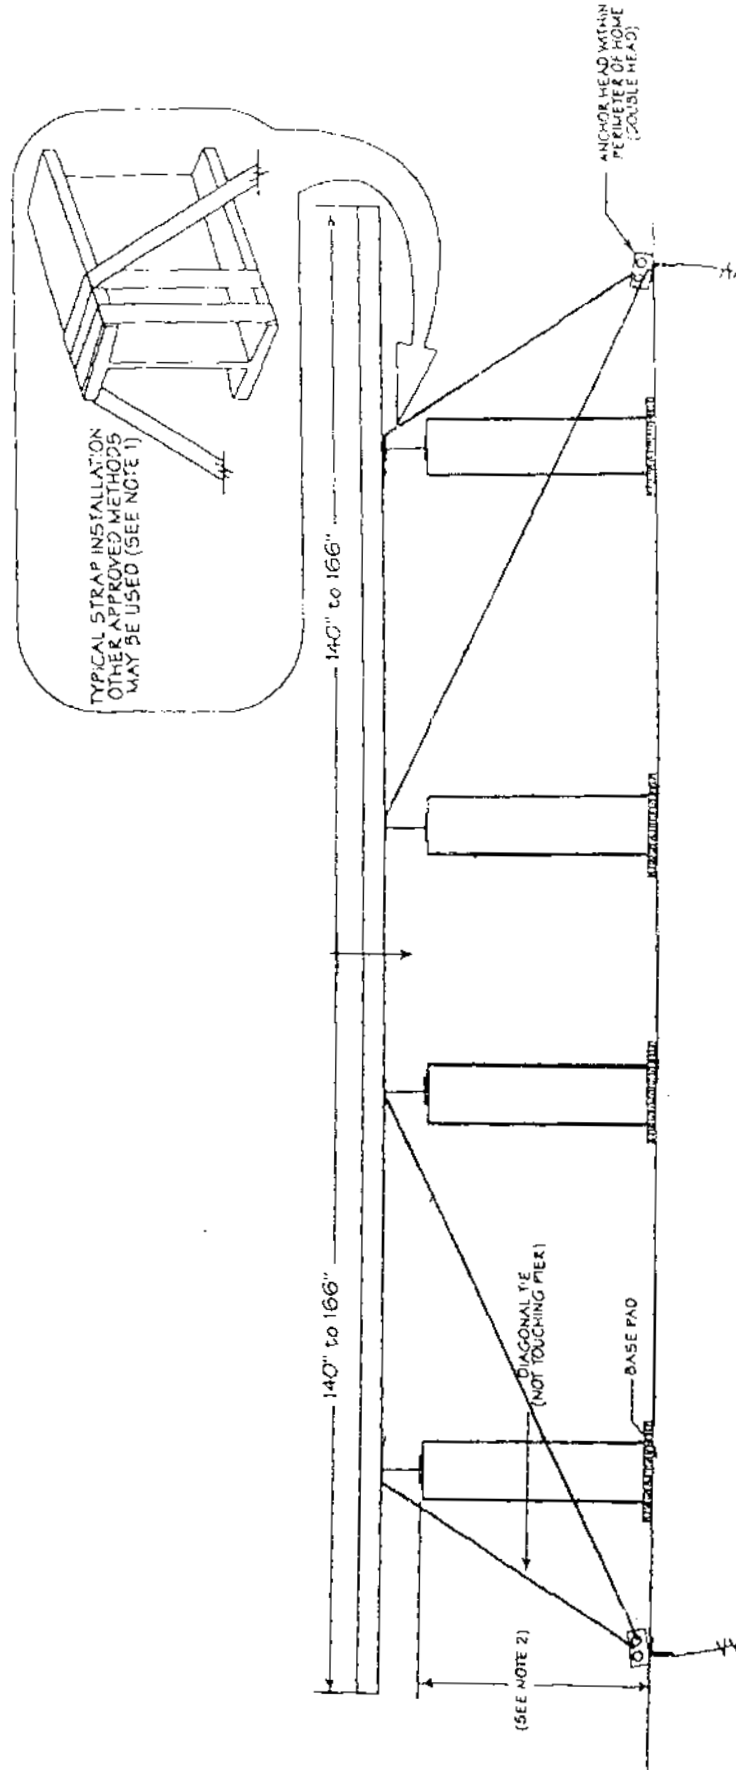 TYPICAL STRAP INSTALLATION
OTHER APPROVED METHODS
MAY BE USED (SEE NOTE 1)
140" to 166"
140" to 166"
ANCHOR HEAD WITHIN
PERIMETER OF HOME
(DOUBLE HEAD)
DIAGONAL TIE
(NOT TOUCHING PIER)
BASE PAD
(SEE NOTE 2)